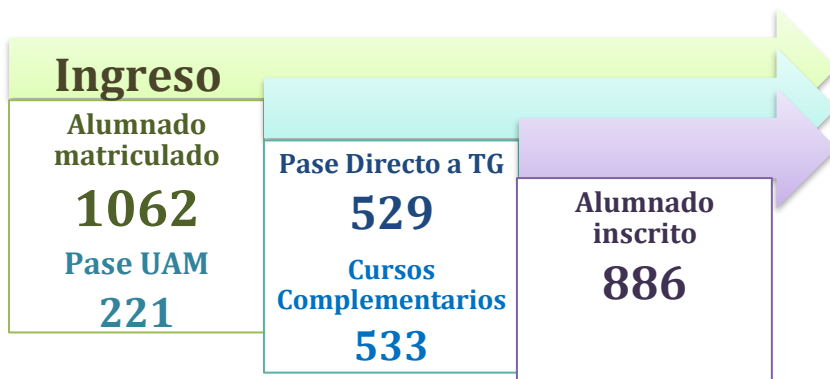 Ingreso
Alumnado
matriculado
1062
Pase UAM
221
Pase Directo a TG
529
Cursos
Complementarios
533
Alumnado
inscrito
886